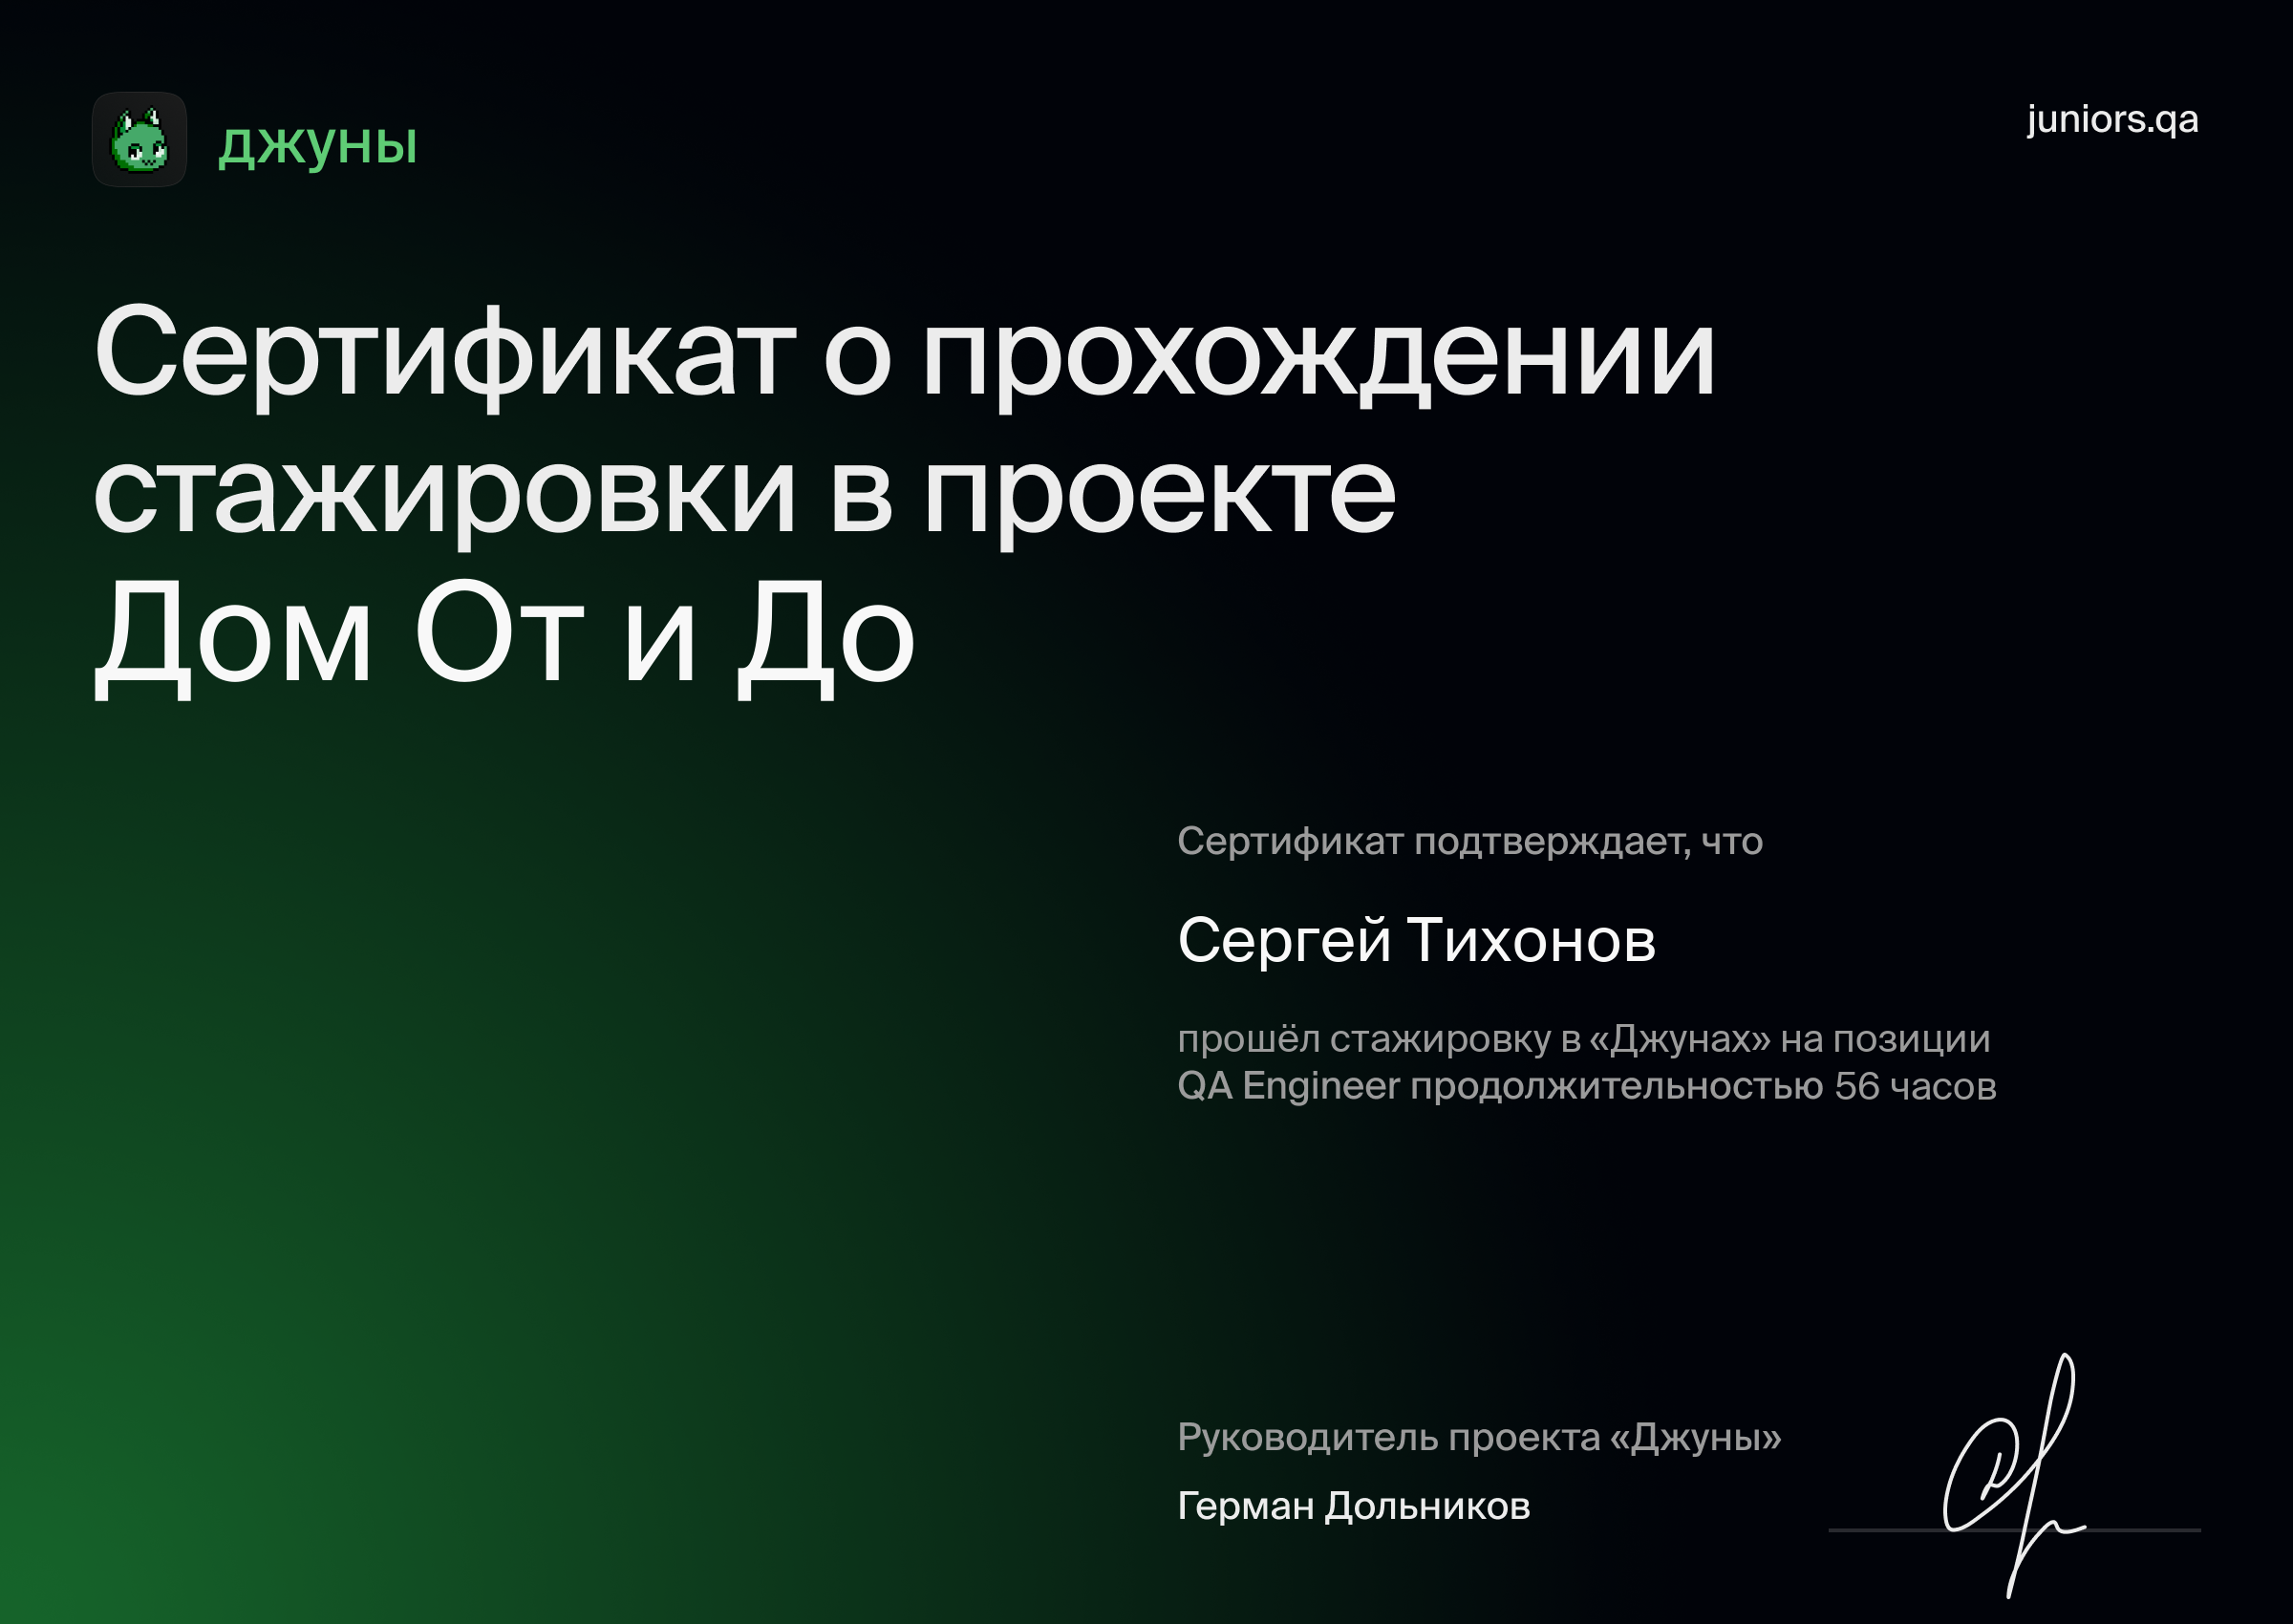 джуны
juniors.qa
Сертификат о прохождении
стажировки в проекте
Дом От и До
Сертификат подтверждает, что
Сергей Тихонов
прошёл стажировку в «Джунах» на позиции
QA Engineer продолжительностью 56 часов
Руководитель проекта «Джуны»
Герман Дольников